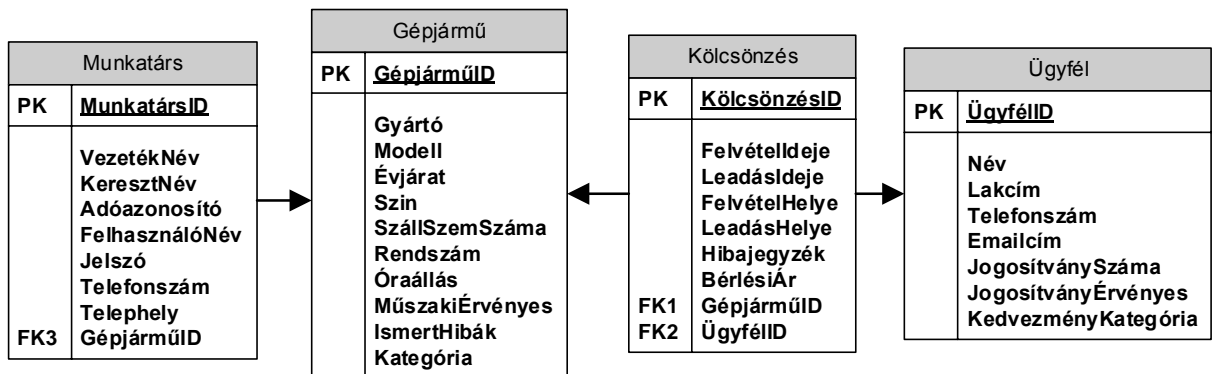 Munkatárs
PK MunkatársID
VezetékNév
KeresztNév
Adóazonosító
FelhasználóNév
Jelszó
Telefonszám
Telephely
FK3 GépjárműID
Gépjármű
PK GépjárműID
Gyártó
Modell
Évjárat
Szin
SzállSzemSzáma
Rendszám
Óraállás
MűszakiÉrvényes
IsmertHibák
Kategória
Kölcsönzés
PK KölcsönzésID
FelvételIdeje
LeadásIdeje
FelvételHelye
LeadásHelye
Hibajegyzék
BérlésiÁr
FK1 GépjárműID
FK2 ÜgyfélID
Ügyfél
PK ÜgyfélID
Név
Lakcím
Telefonszám
Emailcím
JogosítványSzáma
JogosítványÉrvényes
KedvezményKategória